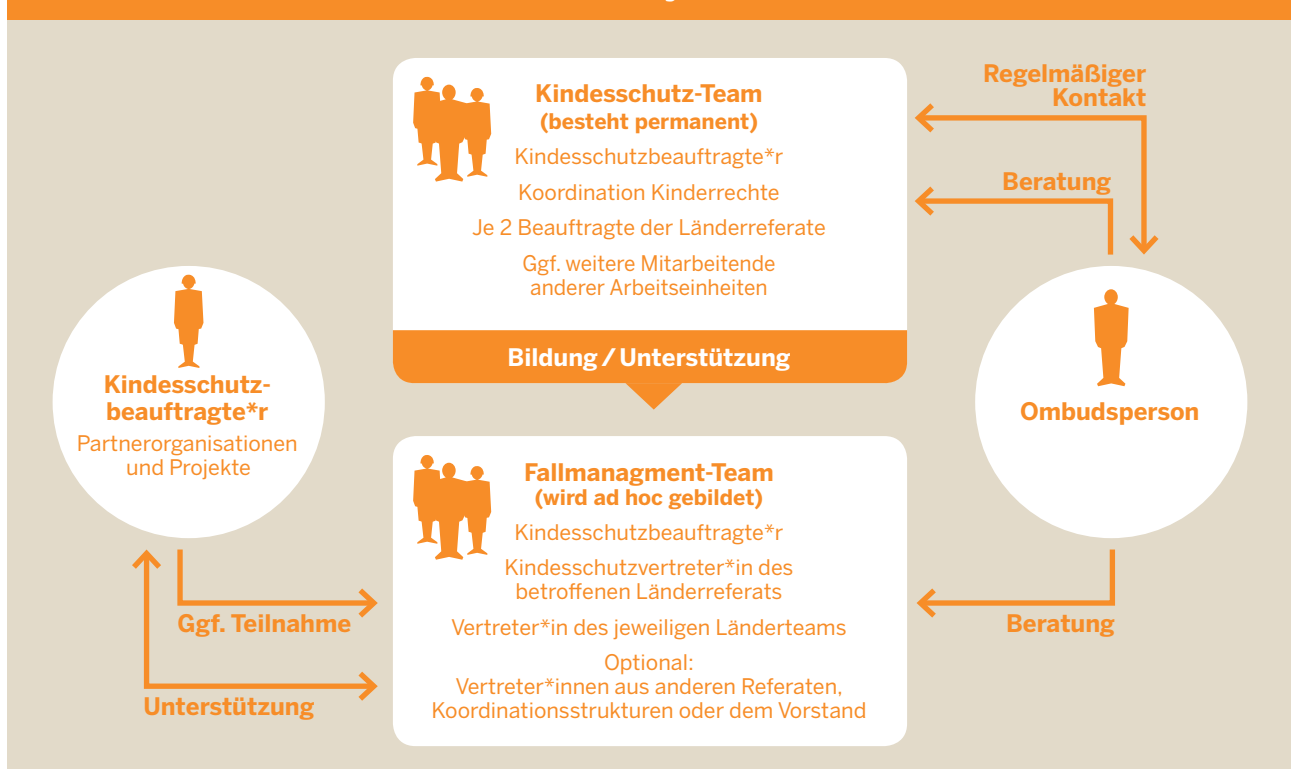 Kindesschutz-Team
(besteht permanent)
Kindesschutzbeauftragte*r
Koordination Kinderrechte
Je 2 Beauftragte der Länderreferate
Ggf. weitere Mitarbeitende
anderer Arbeitseinheiten
Bildung / Unterstützung
Regelmäßiger
Kontakt
Beratung
Kindesschutz-
beauftragte*r
Partnerorganisationen
und Projekte
Ombudsperson
Fallmanagment-Team
(wird ad hoc gebildet)
Kindesschutzbeauftragte*r
Kindesschutzvertreter*in des
betroffenen Länderreferats
Vertreter*in des jeweiligen Länderteams
Optional:
Vertreter*innen aus anderen Referaten,
Koordinationsstrukturen oder dem Vorstand
Ggf. Teilnahme
Unterstützung
Beratung